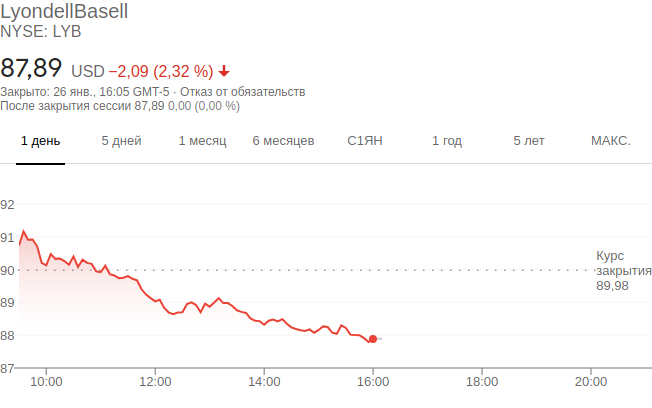 LyondellBasell
NYSE: LYB
87,89 USD −2,09 (2,32 %)
Закрыто: 26 янв., 16:05 GMT-5 · Отказ от обязательств
После закрытия сессии 87,89 0,00 (0,00 %)
1 день 5 дней 1 месяц 6 месяцев С1ЯН 1 год 5 лет МАКС.
92
91
90
89
88
87
Курс
закрытия
89,98
10:00 12:00 14:00 16:00 18:00 20:00